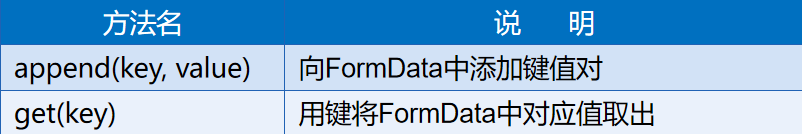 方法名 说 明
append(key, value) 向FormData中添加键值对
get(key) 用键将FormData中对应值取出